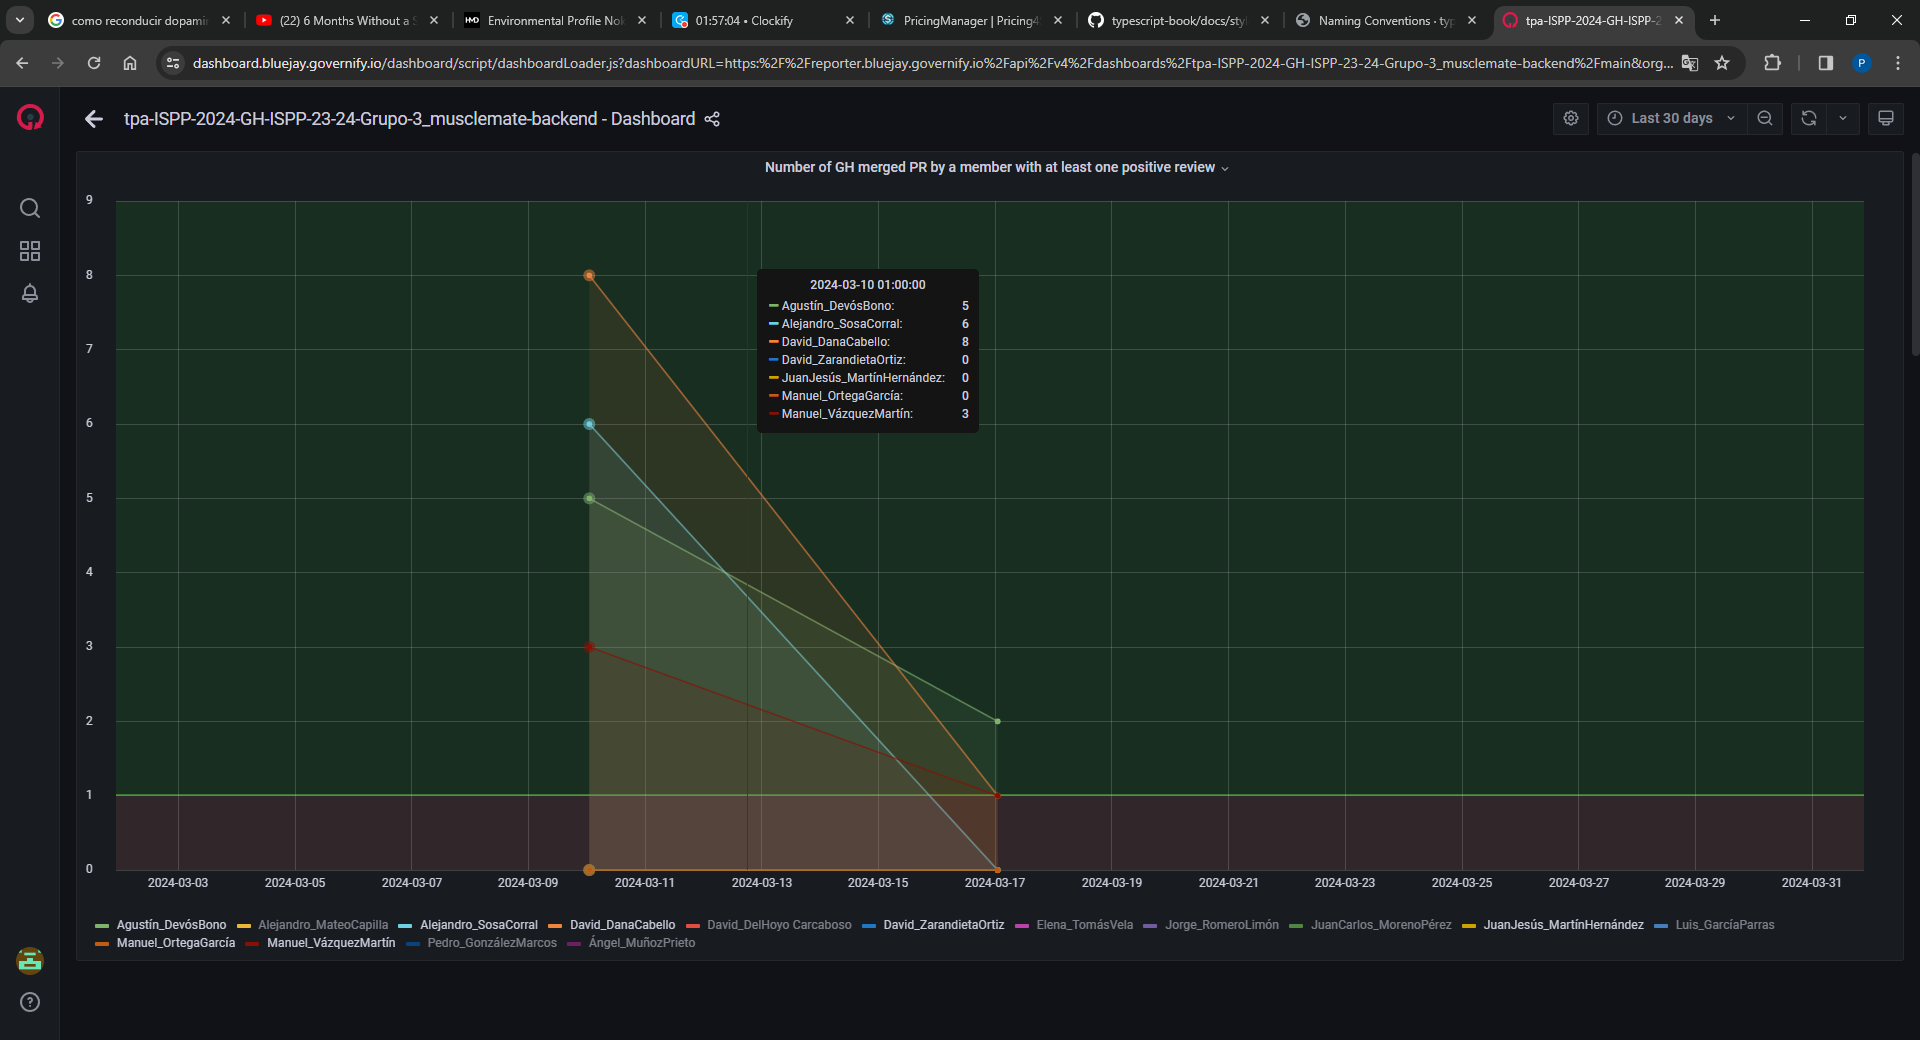 como reconducir dopami
(22) 6 Months Without a S
HMD Environmental Profile Nok
01:57:04 • Clockify
PricingManager | Pricing4
typescript-book/docs/sty
Naming Conventions · typ
tpa-ISPP-2024-GH-ISPP-2
dashboard.bluejay.governify.io/dashboard/script/dashboardLoader.js?dashboardURL=https:%2F%2Freporter.bluejay.governify.io%2Fapi%2Fv4%2Fdashboards%2Ftpa-ISPP-2024-GH-ISPP-23-24-Grupo-3_musclemate-backend%2Fmain&org...
P
tpa-ISPP-2024-GH-ISPP-23-24-Grupo-3_musclemate-backend - Dashboard
Last 30 days
Number of GH merged PR by a member with at least one positive review
9
8
7
6
5
4
3
2
1
0
2024-03-10 01:00:00
Agustín_DevósBono: 5
Alejandro_SosaCorral: 6
David_DanaCabello: 8
David_ZarandietaOrtiz: 0
JuanJesús_MartínHernández: 0
Manuel_OrtegaGarcía: 0
Manuel_VázquezMartín: 3
2024-03-03 2024-03-05 2024-03-07 2024-03-09 2024-03-11 2024-03-13 2024-03-15 2024-03-17 2024-03-19 2024-03-21 2024-03-23 2024-03-25 2024-03-27 2024-03-29 2024-03-31
Agustín_DevósBono Alejandro_MateoCapilla Alejandro_SosaCorral David_DanaCabello David_DelHoyo Carcaboso David_ZarandietaOrtiz Elena_TomásVela Jorge_RomeroLimón JuanCarlos_MorenoPérez JuanJesús_MartínHernández Luis_GarcíaParras
Manuel_OrtegaGarcía Manuel_VázquezMartín Pedro_GonzálezMarcos Ángel_MuñozPrieto